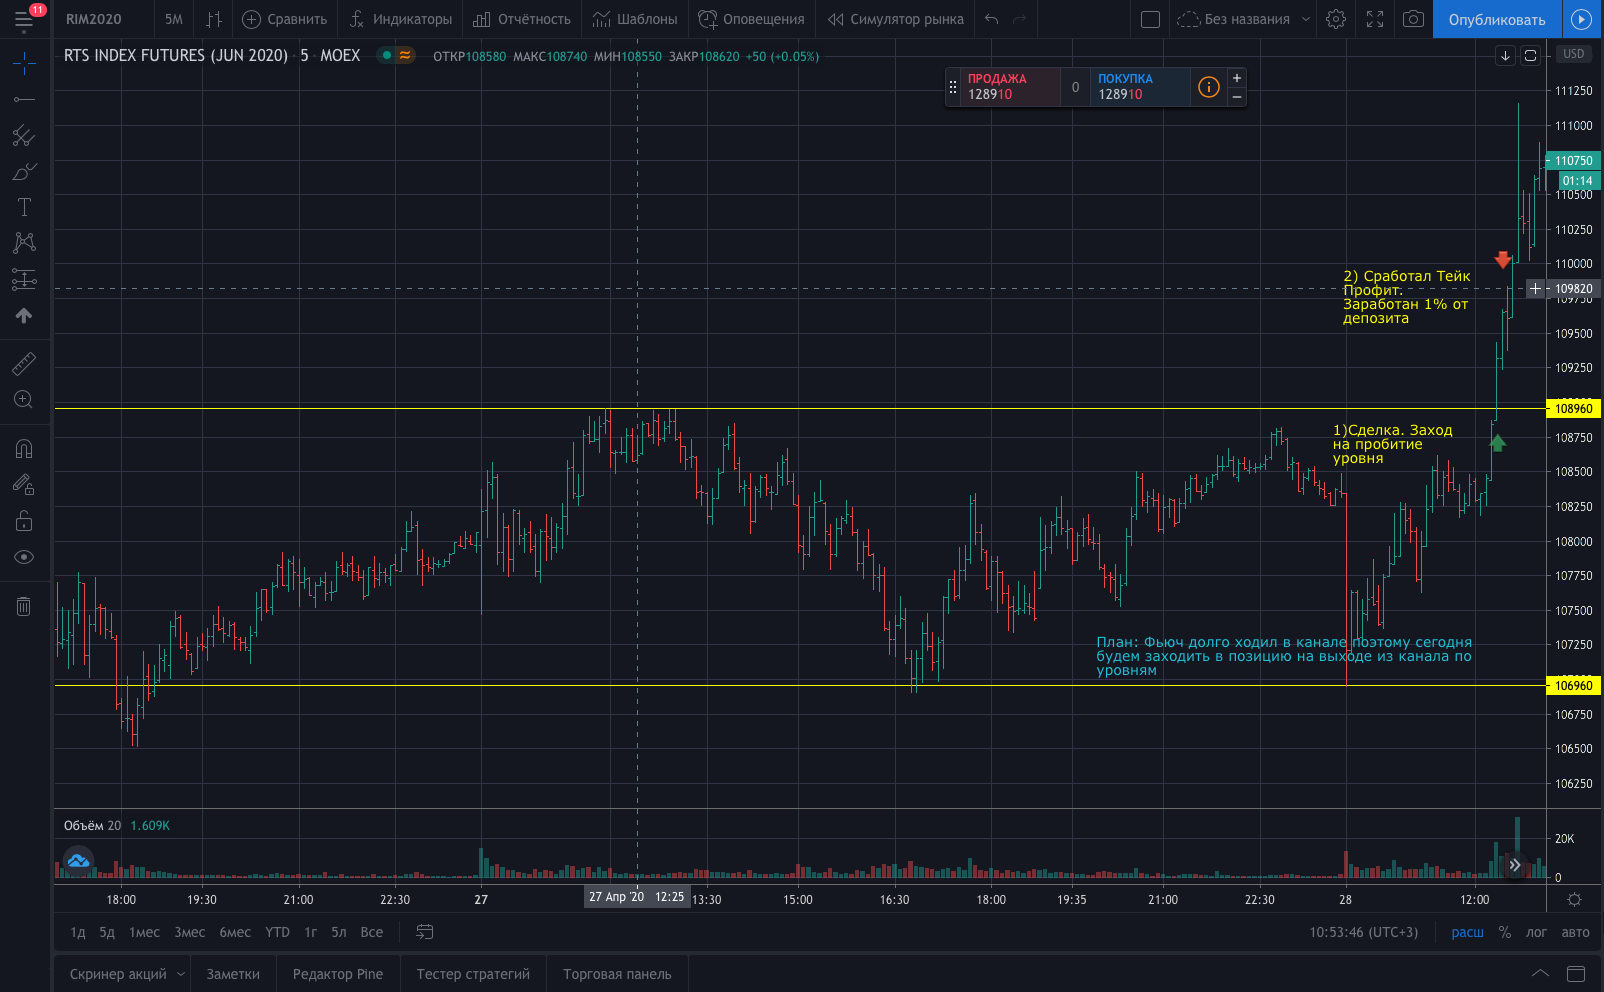 11
RIM2020
5М
Сравнить
Индикаторы
Отчётность
Шаблоны
Оповещения
Симулятор рынка
Без названия
Опубликовать
RTS INDEX FUTURES (JUN 2020) 5 MOEX
ОТКР108580 МАКС108740 МИН108550 ЗАКР108620 +50 (+0.05%)
ПРОДАЖА
128910
0
ПОКУПКА
128910
USD
111250
111000
110750
01:14
110500
110250
110000
109820
109750
109500
109250
108960
108750
108500
108250
108000
107750
107500
107250
106960
106750
106500
106250
2) Сработал Тейк
Профит.
Заработан 1% от
депозита
1)Сделка. Заход
на пробитие
уровня
План: Фьюч долго ходил в канале поэтому сегодня
будем заходить в позицию на выходе из канала по
уровням
Объём 20 1.609K
20K
0
18:00 19:30 21:00 22:30 27 27 Апр '20 12:25 13:30 15:00 16:30 18:00 19:35 21:00 22:30 28 12:00
1д 5д 1мес 3мес 6мес YTD 1г 5л Все
10:53:46 (UTC+3) расш % лог авто
Скринер акций Заметки Редактор Pine Тестер стратегий Торговая панель